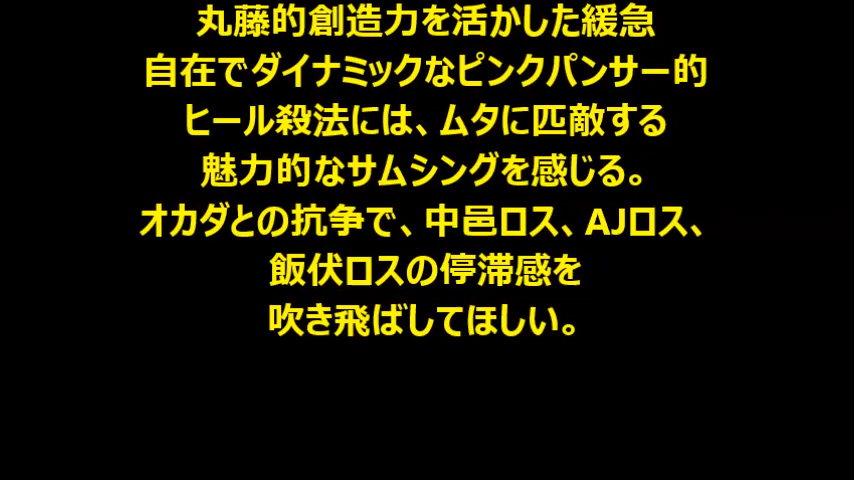 丸藤的創造力を活かした緩急
自在でダイナミックなピンクパンサー的
ヒール殺法には、ムタに匹敵する
魅力的なサムシングを感じる。
オカダとの抗争で、中邑ロス、AJロス、
飯伏ロスの停滞感を
吹き飛ばしてほしい。